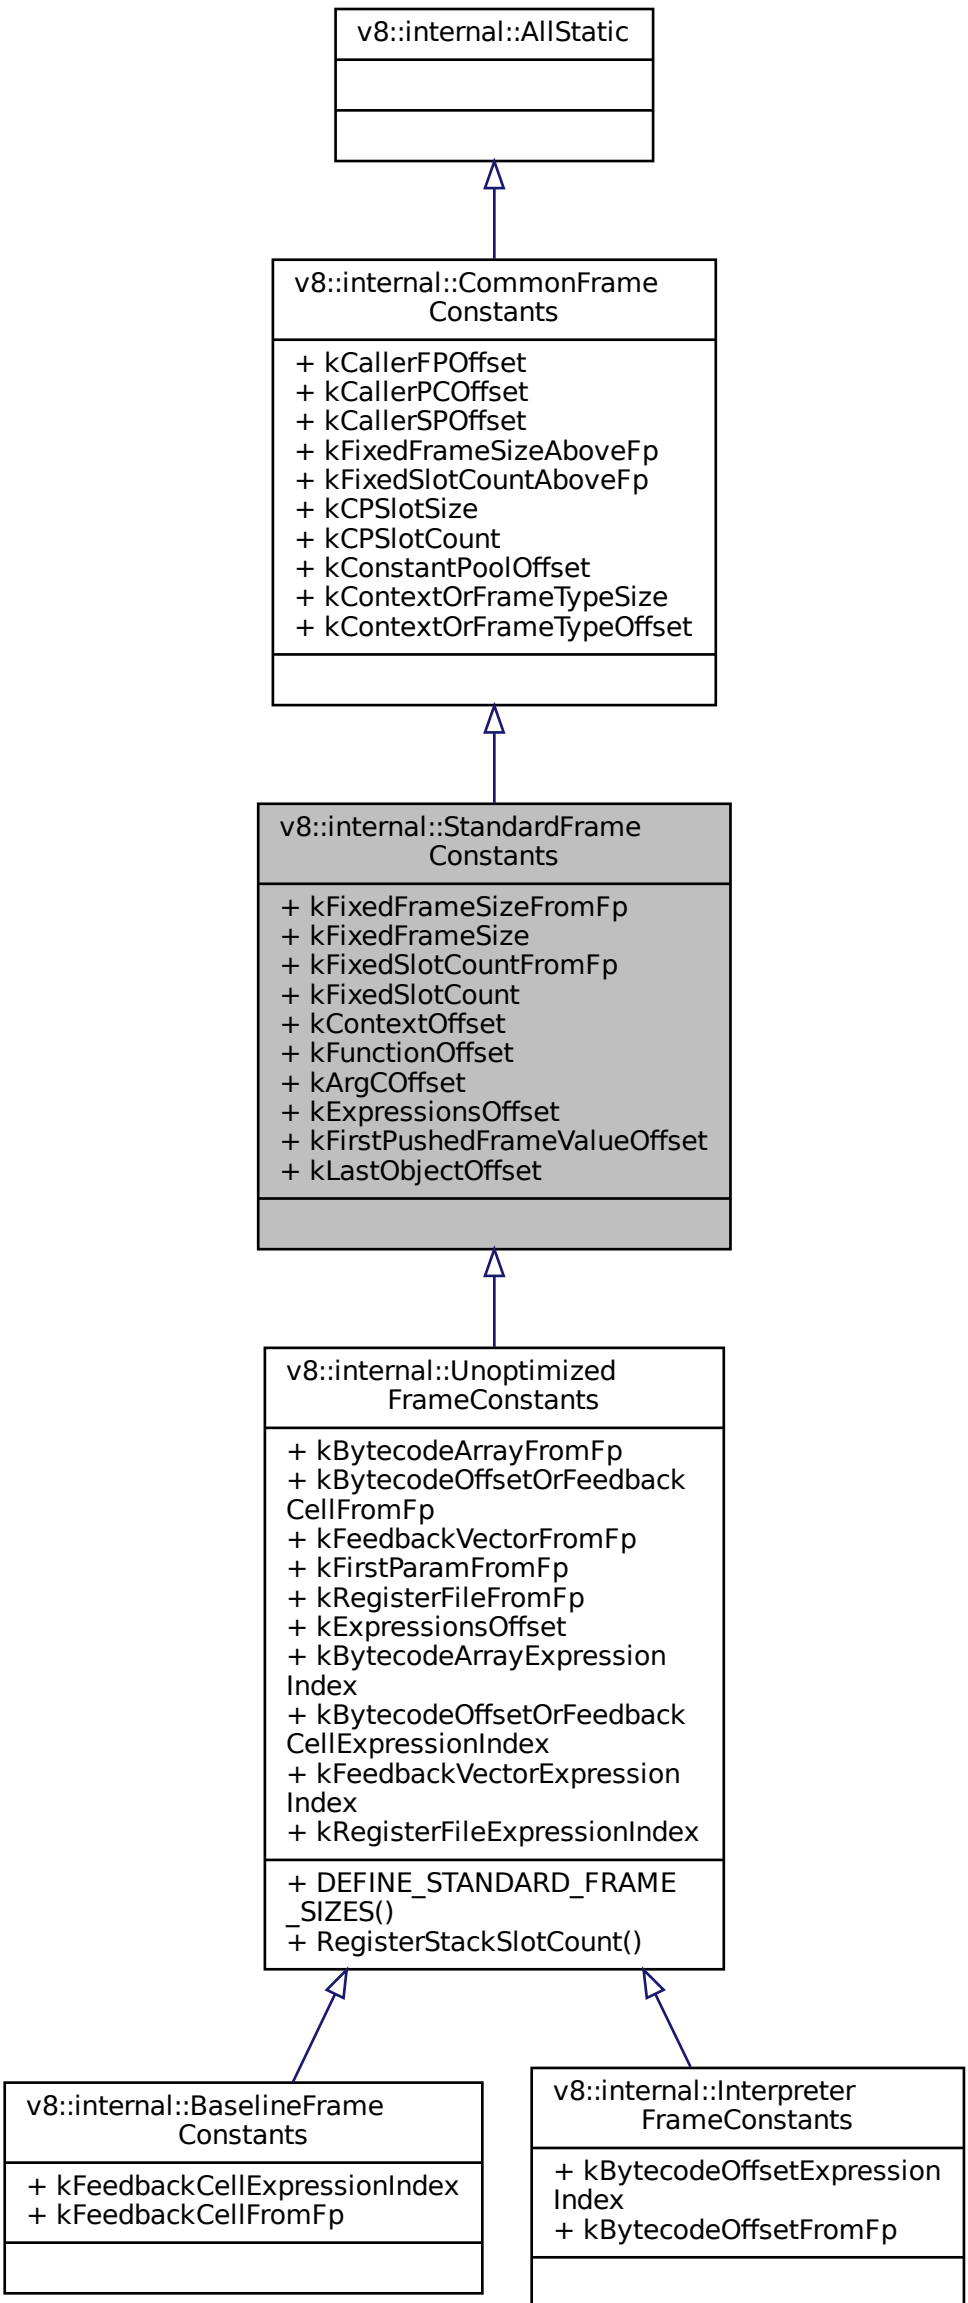 v8::internal::AllStatic
v8::internal::CommonFrame
Constants
+ kCallerFPOffset
+ kCallerPCOffset
+ kCallerSPOffset
+ kFixedFrameSizeAboveFp
+ kFixedSlotCountAboveFp
+ kCPSlotSize
+ kCPSlotCount
+ kConstantPoolOffset
+ kContextOrFrameTypeSize
+ kContextOrFrameTypeOffset
v8::internal::StandardFrame
Constants
+ kFixedFrameSizeFromFp
+ kFixedFrameSize
+ kFixedSlotCountFromFp
+ kFixedSlotCount
+ kContextOffset
+ kFunctionOffset
+ kArgCOffset
+ kExpressionsOffset
+ kFirstPushedFrameValueOffset
+ kLastObjectOffset
v8::internal::Unoptimized
FrameConstants
+ kBytecodeArrayFromFp
+ kBytecodeOffsetOrFeedback
CellFromFp
+ kFeedbackVectorFromFp
+ kFirstParamFromFp
+ kRegisterFileFromFp
+ kExpressionsOffset
+ kBytecodeArrayExpression
Index
+ kBytecodeOffsetOrFeedback
CellExpressionIndex
+ kFeedbackVectorExpression
Index
+ kRegisterFileExpressionIndex
+ DEFINE_STANDARD_FRAME
_SIZES()
+ RegisterStackSlotCount()
v8::internal::BaselineFrame
Constants
+ kFeedbackCellExpressionIndex
+ kFeedbackCellFromFp
v8::internal::Interpreter
FrameConstants
+ kBytecodeOffsetExpression
Index
+ kBytecodeOffsetFromFp